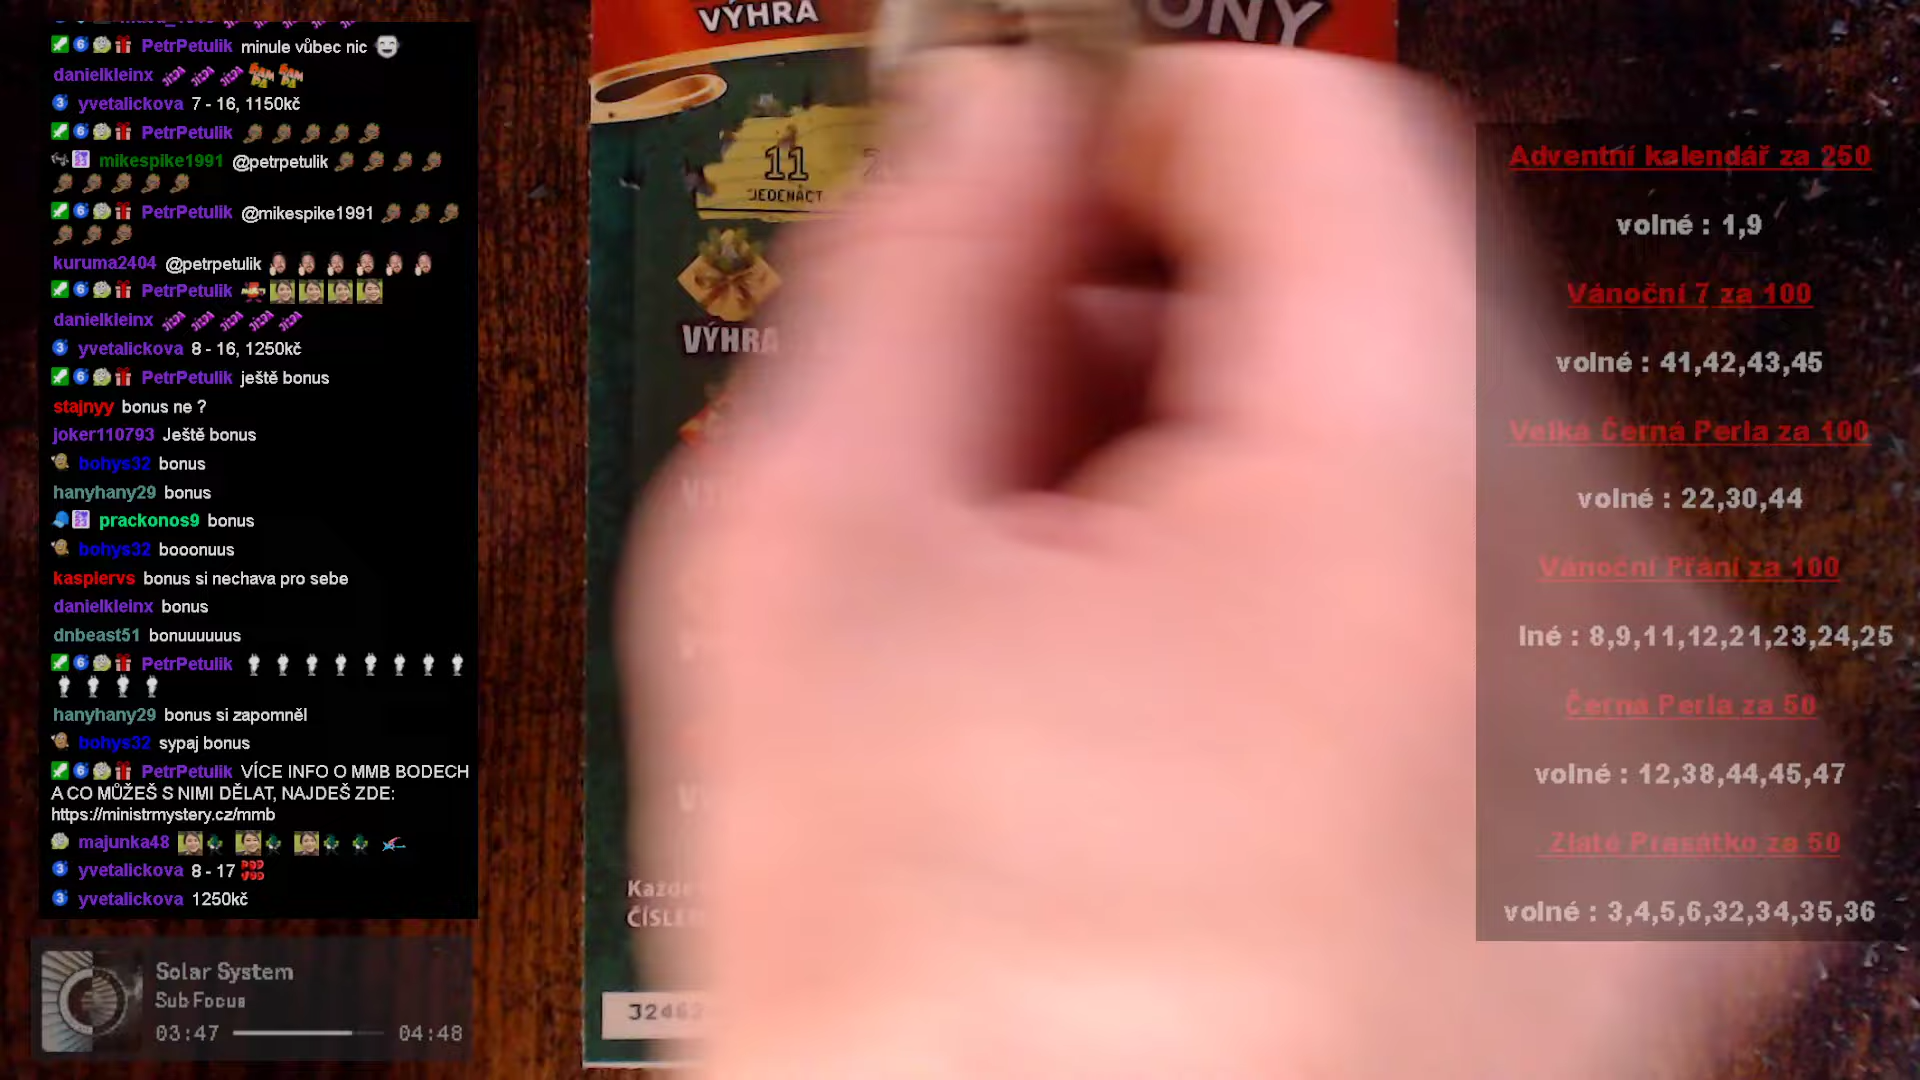 PetrPetulik minule vůbec nic
danielkleinx
yvetalickova 7 - 16, 1150kč
PetrPetulik
mikespike1991 @petrpetulik
PetrPetulik @mikespike1991
kuruma2404 @petrpetulik
PetrPetulik
danielkleinx
yvetalickova 8 - 16, 1250kč
PetrPetulik ještě bonus
stajnyy bonus ne ?
joker110793 Ještě bonus
bohys32 bonus
hanyhany29 bonus
prackonos9 bonus
bohys32 booonuus
kaspiervs bonus si nechava pro sebe
danielkleinx bonus
dnbeast51 bonuuuuuus
PetrPetulik
hanyhany29 bonus si zapomněl
bohys32 sypaj bonus
PetrPetulik VÍCE INFO O MMB BODECH
A CO MŮŽEŠ S NIMI DĚLAT, NAJDEŠ ZDE:
https://ministrmystery.cz/mmb
majunka48
yvetalickova 8 - 17
yvetalickova 1250kč
Solar System
Sub Focus
03:47 04:48
VÝHRA
11
JEDENÁCT
VÝHRA
Adventní kalendář za 250
volné : 1,9
Vánoční 7 za 100
volné : 41,42,43,45
Velká Černá Perla za 100
volné : 22,30,44
Vánoční Přání za 100
lné : 8,9,11,12,21,23,24,25
Černá Perla za 50
volné : 12,38,44,45,47
Zlaté Prasátko za 50
volné : 3,4,5,6,32,34,35,36